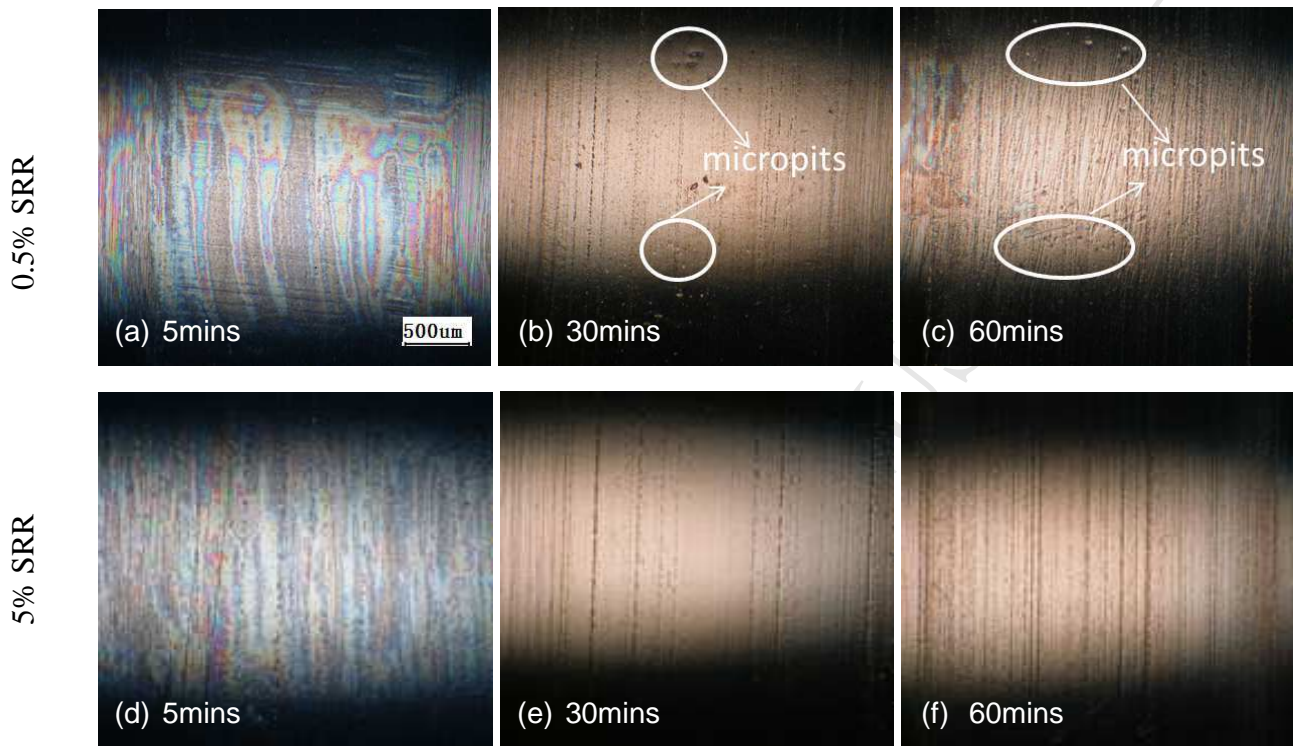 0.5% SRR
micropits
micropits
(a) 5mins
500um
(b) 30mins
(c) 60mins
5% SRR
(d) 5mins
(e) 30mins
(f) 60mins